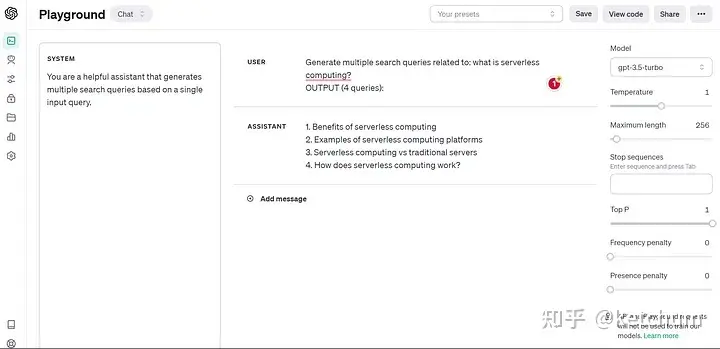 Playground
Chat
Your presets
Save
View code
Share
SYSTEM
You are a helpful assistant that generates
multiple search queries based on a single
input query.
USER
Generate multiple search queries related to: what is serverless
computing?
OUTPUT (4 queries):
1
ASSISTANT
1. Benefits of serverless computing
2. Examples of serverless computing platforms
3. Serverless computing vs traditional servers
4. How does serverless computing work?
Add message
Model
gpt-3.5-turbo
Temperature 1
Maximum length 256
Stop sequences
Enter sequence and press Tab
Top P 1
Frequency penalty 0
Presence penalty 0
will not be used to train our
models. Learn more
知乎